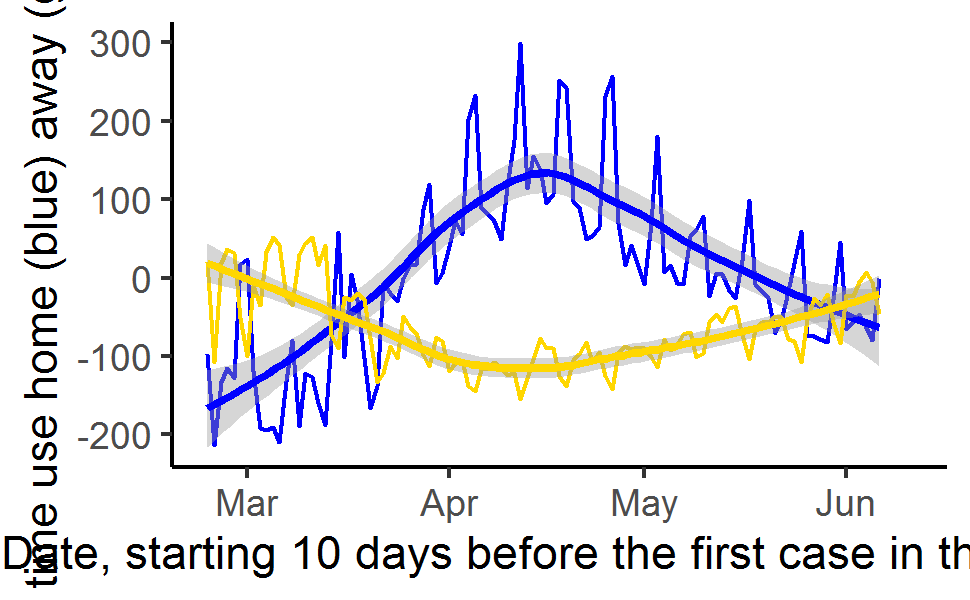 time use home (blue) away (
300
200
100
0
-100
-200
Mar Apr May Jun
Date, starting 10 days before the first case in th